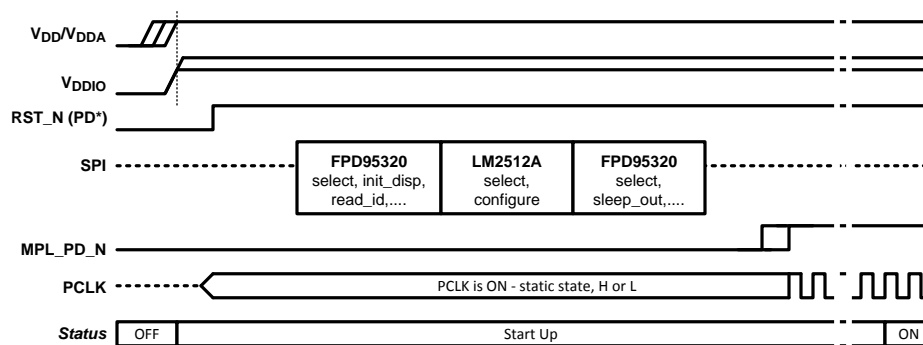 VDD/VDDA
VDDIO
RST_N (PD*)
SPI
FPD95320
select, init_disp,
read_id,....
LM2512A
select,
configure
FPD95320
select,
sleep_out,....
MPL_PD_N
PCLK
PCLK is ON - static state, H or L
Status
OFF
Start Up
ON